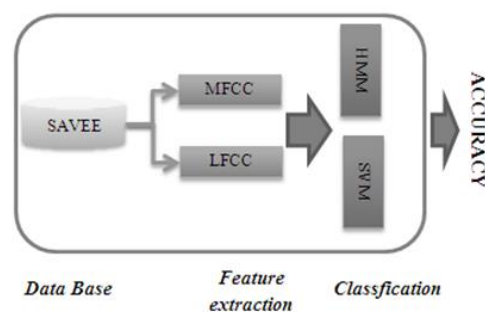 SAVEE
MFCC
LFCC
HMM
SVM
ACCURACY
Data Base
Feature
extraction
Classfication